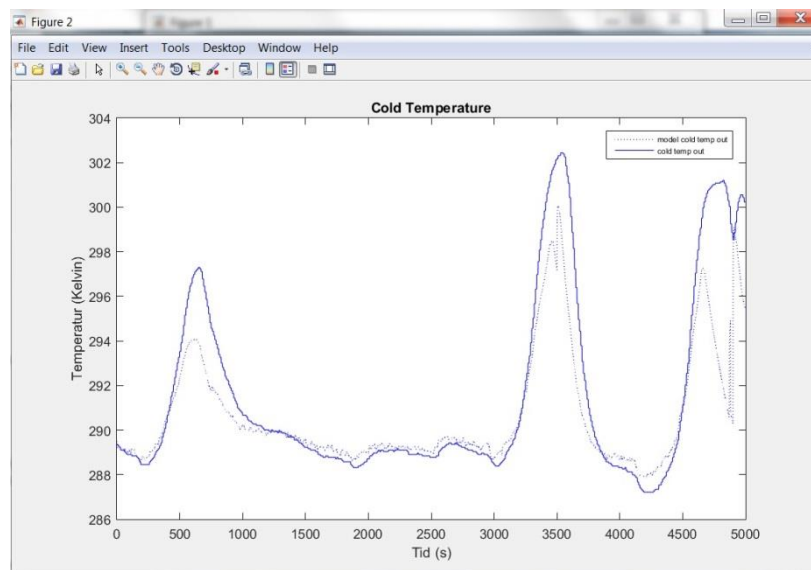 Figure 2
File Edit View Insert Tools Desktop Window Help
Cold Temperature
304
302
300
298
296
294
292
290
288
286
Temperatur (Kelvin)
model cold temp out
cold temp out
0 500 1000 1500 2000 2500 3000 3500 4000 4500 5000
Tid (s)